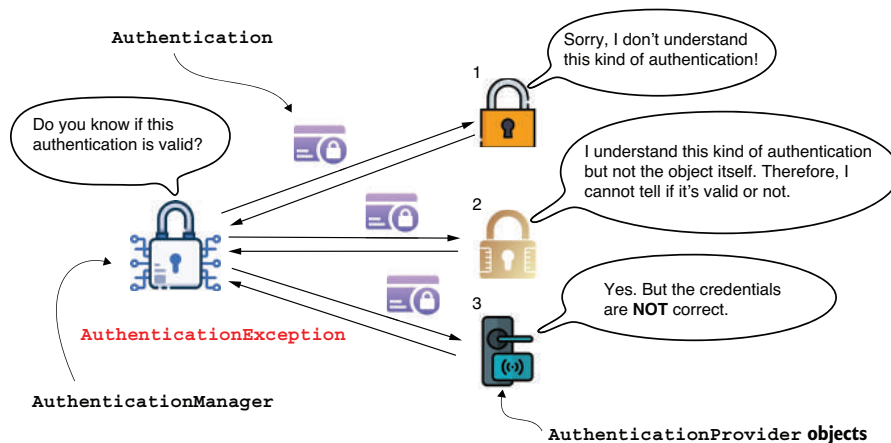 Authentication
1
Sorry, I don't understand
this kind of authentication!
Do you know if this
authentication is valid?
2
I understand this kind of authentication
but not the object itself. Therefore, I
cannot tell if it's valid or not.
3
Yes. But the credentials
are NOT correct.
AuthenticationException
AuthenticationManager
AuthenticationProvider objects